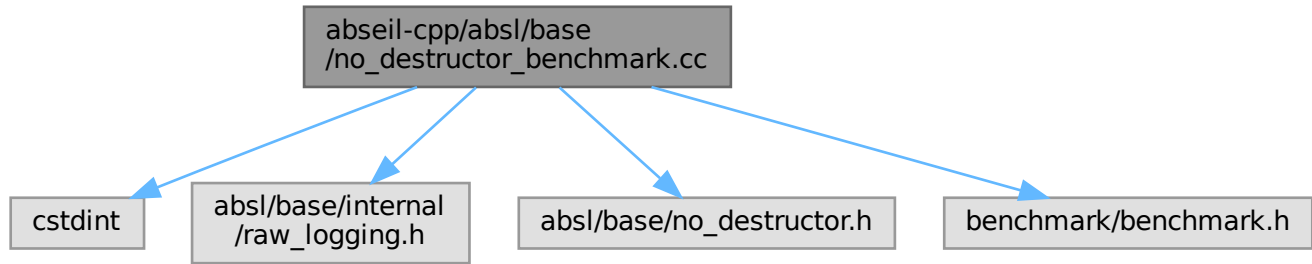 abseil-cpp/absl/base
/no_destructor_benchmark.cc
cstdint
absl/base/internal
/raw_logging.h
absl/base/no_destructor.h
benchmark/benchmark.h